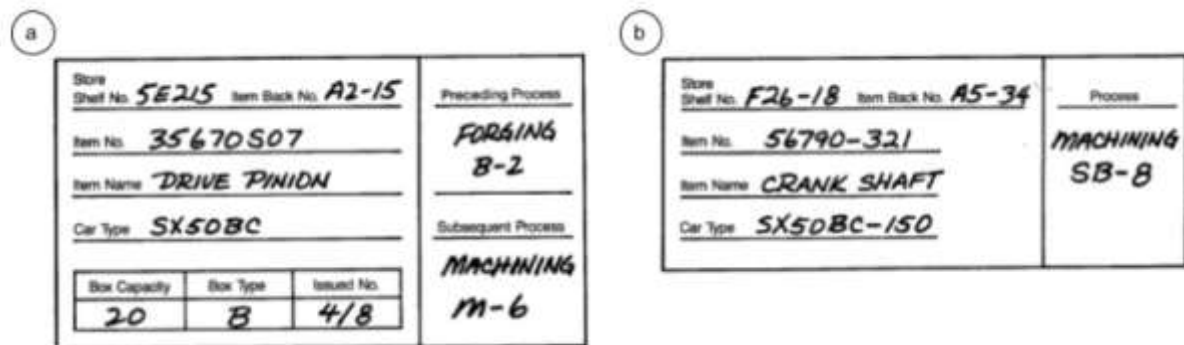 a
Store
Shelf No. 5E215 Item Back No. A2-15
Item No. 35670S07
Item Name DRIVE PINION
Car Type SX50BC
Box Capacity Box Type Issued No.
20 B 4/8
Preceding Process
FORGING
B-2
Subsequent Process
MACHINING
m-6
b
Store
Shelf No. F26-18 Item Back No. A5-34
Item No. 56790-321
Item Name CRANK SHAFT
Car Type SX50BC-150
Process
MACHINING
SB-8